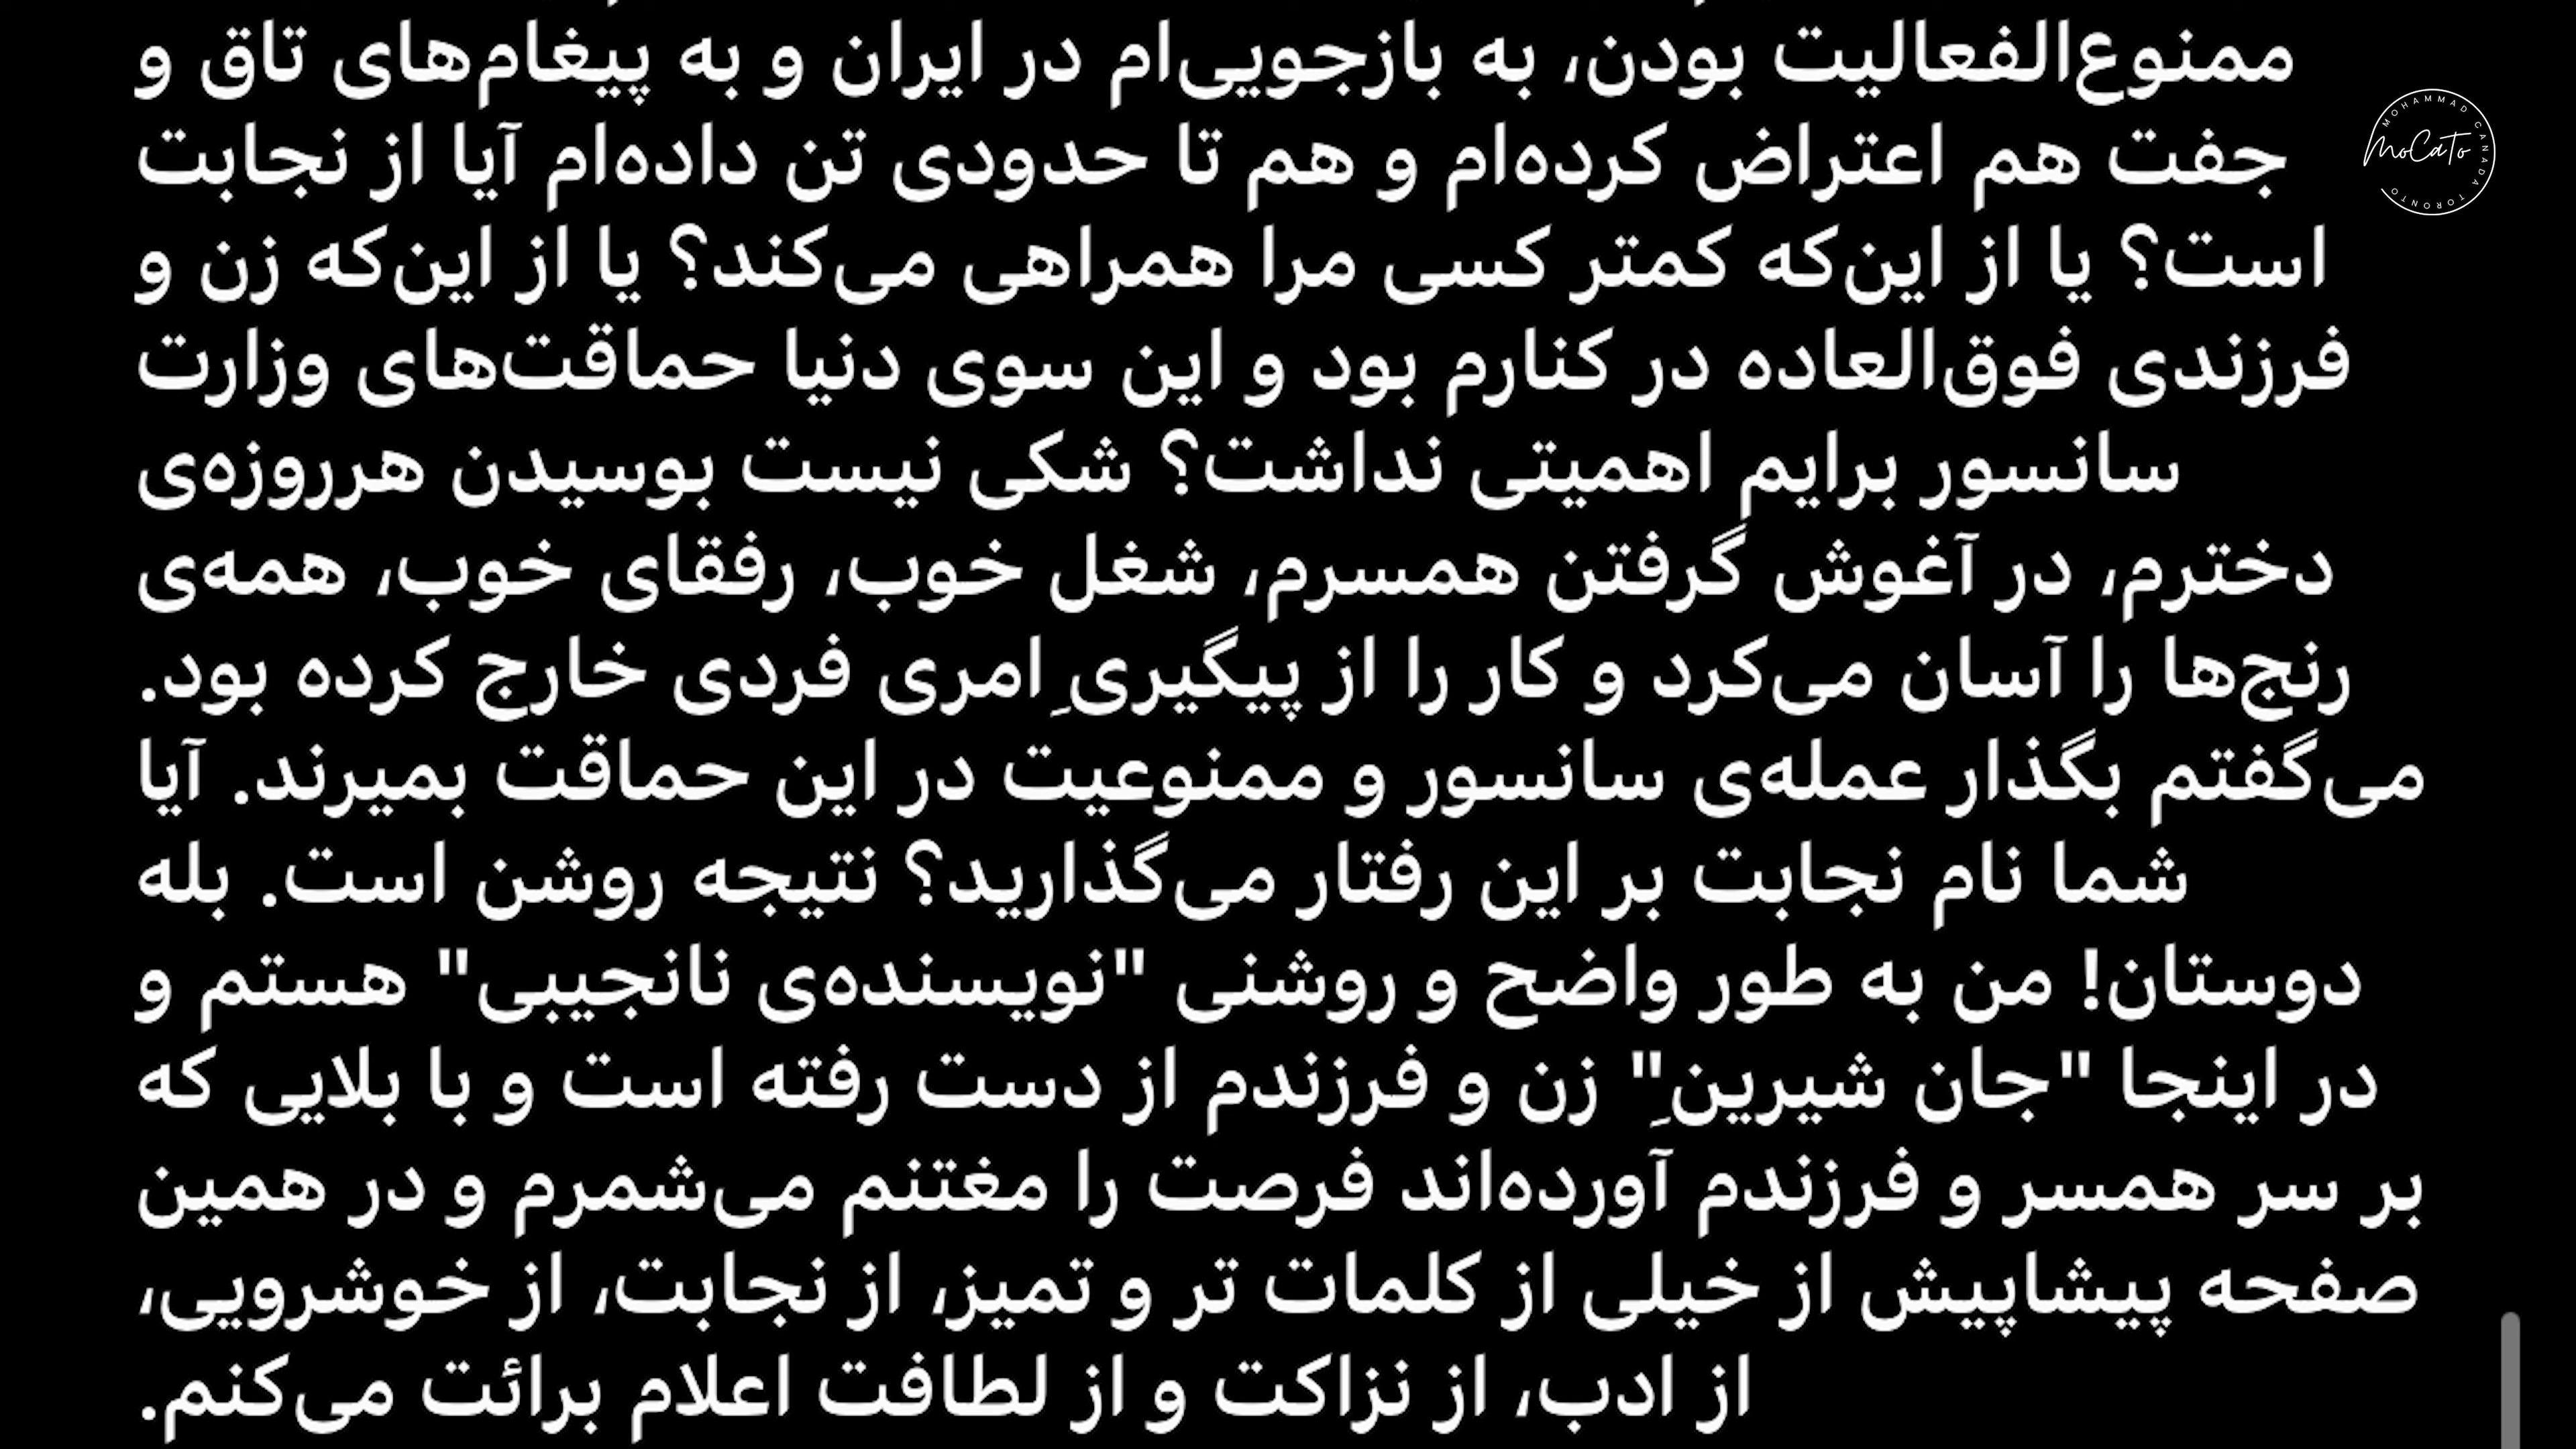 ممنوع‌الفعالیت بودن، به بازجویی‌ام در ایران و به پیغام‌های تاق و
جفت هم اعتراض کرده‌ام و هم تا حدودی تن داده‌ام آیا از نجابت
است؟ یا از این‌که کمتر کسی مرا همراهی می‌کند؟ یا از این‌که زن و
فرزندی فوق‌العاده در کنارم بود و این سوی دنیا حماقت‌های وزارت
سانسور برایم اهمیتی نداشت؟ شکی نیست بوسیدن هرروزه‌ی
دخترم، در آغوش گرفتن همسرم، شغل خوب، رفقای خوب، همه‌ی
رنج‌ها را آسان می‌کرد و کار را از پیگیریِ امری فردی خارج کرده بود.
می‌گفتم بگذار عمله‌ی سانسور و ممنوعیت در این حماقت بمیرند. آیا
شما نام نجابت بر این رفتار می‌گذارید؟ نتیجه روشن است. بله
دوستان! من به طور واضح و روشنی "نویسنده‌ی نانجیبی" هستم و
در اینجا "جان شیرینِ" زن و فرزندم از دست رفته است و با بلایی که
بر سر همسر و فرزندم آورده‌اند فرصت را مغتنم می‌شمرم و در همین
صفحه پیشاپیش از خیلی از کلمات تر و تمیز، از نجابت، از خوشرویی،
از ادب، از نزاکت و از لطافت اعلام برائت می‌کنم.
MOHAMMAD CANADA TORONTO
MoCaTo